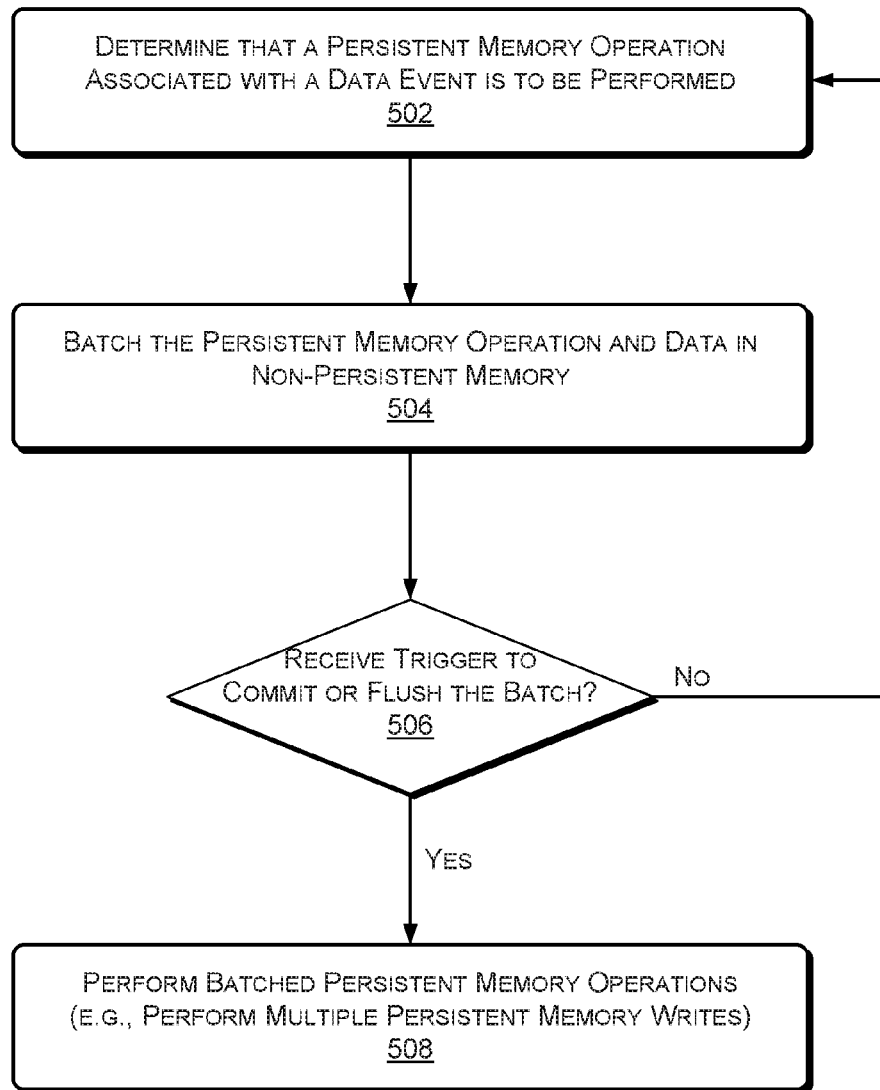 DETERMINE THAT A PERSISTENT MEMORY OPERATION
ASSOCIATED WITH A DATA EVENT IS TO BE PERFORMED
502
BATCH THE PERSISTENT MEMORY OPERATION AND DATA IN
NON-PERSISTENT MEMORY
504
RECEIVE TRIGGER TO
COMMIT OR FLUSH THE BATCH?
506
NO
YES
PERFORM BATCHED PERSISTENT MEMORY OPERATIONS
(E.G., PERFORM MULTIPLE PERSISTENT MEMORY WRITES)
508